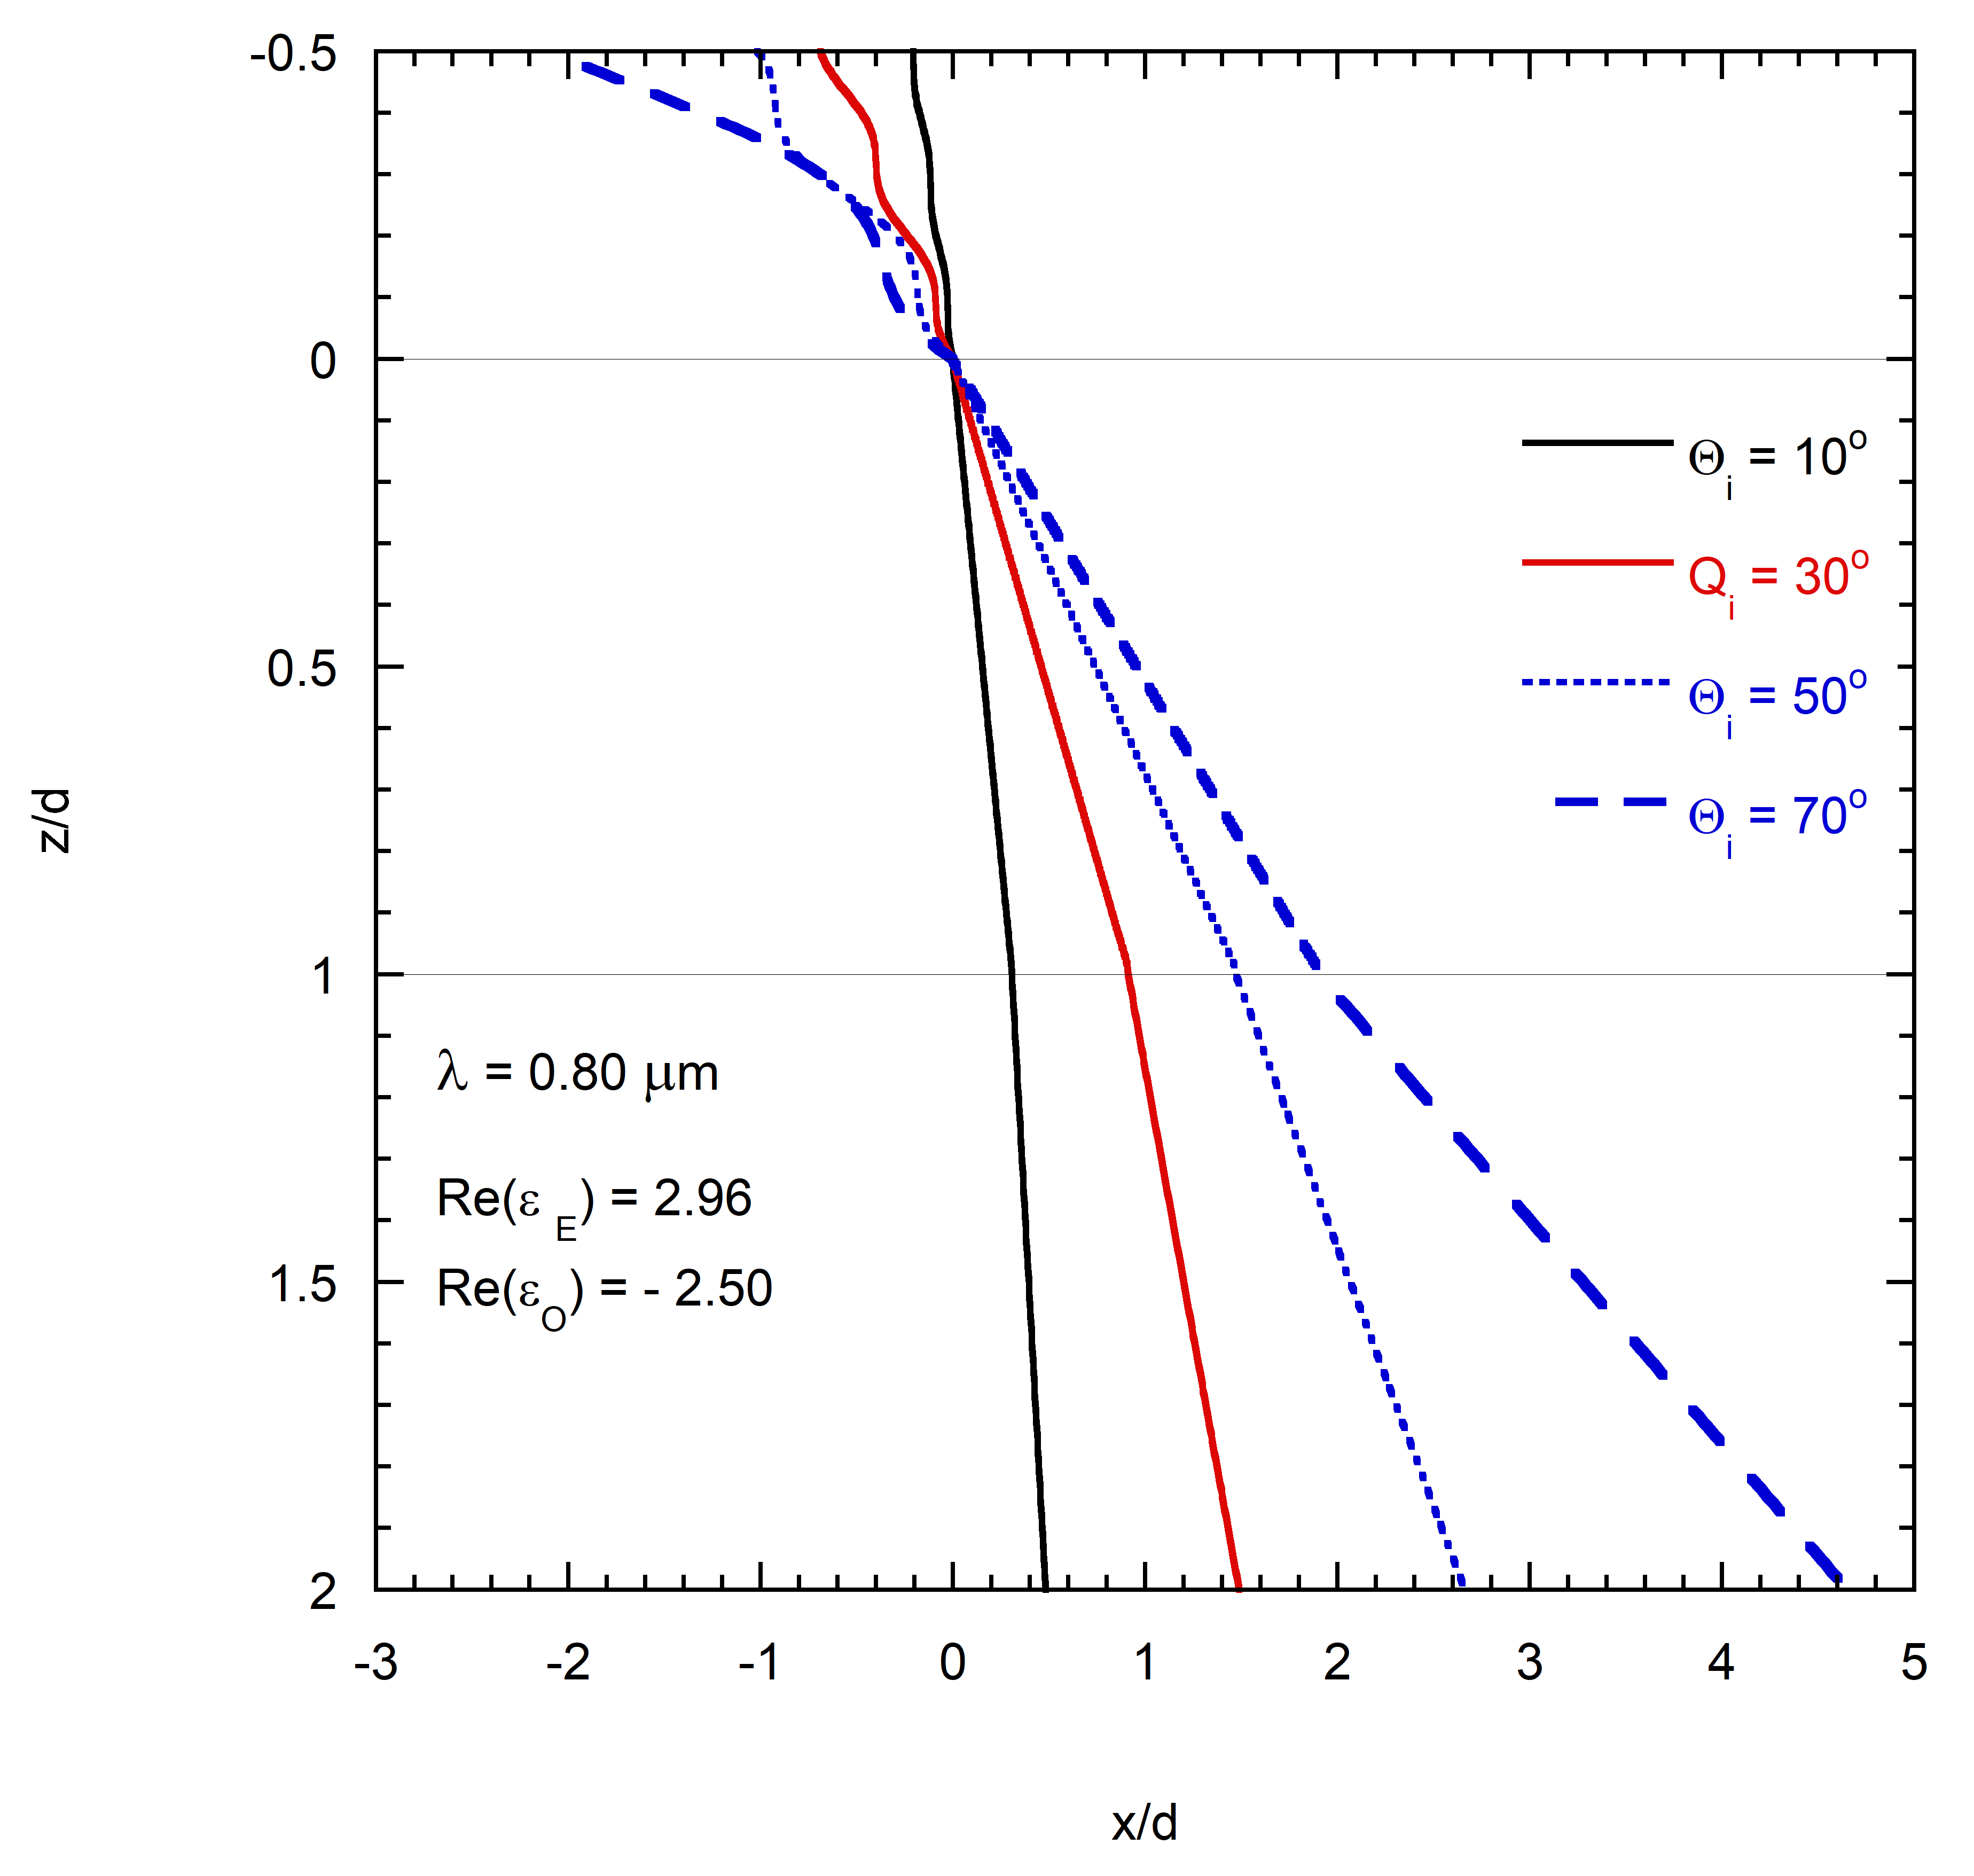 -0.5
0
0.5
1
1.5
2
z/d
-3 -2 -1 0 1 2 3 4 5
x/d
Θi = 10o
Qi = 30o
Θi = 50o
Θi = 70o
λ = 0.80 μm
Re(εE) = 2.96
Re(εO) = - 2.50